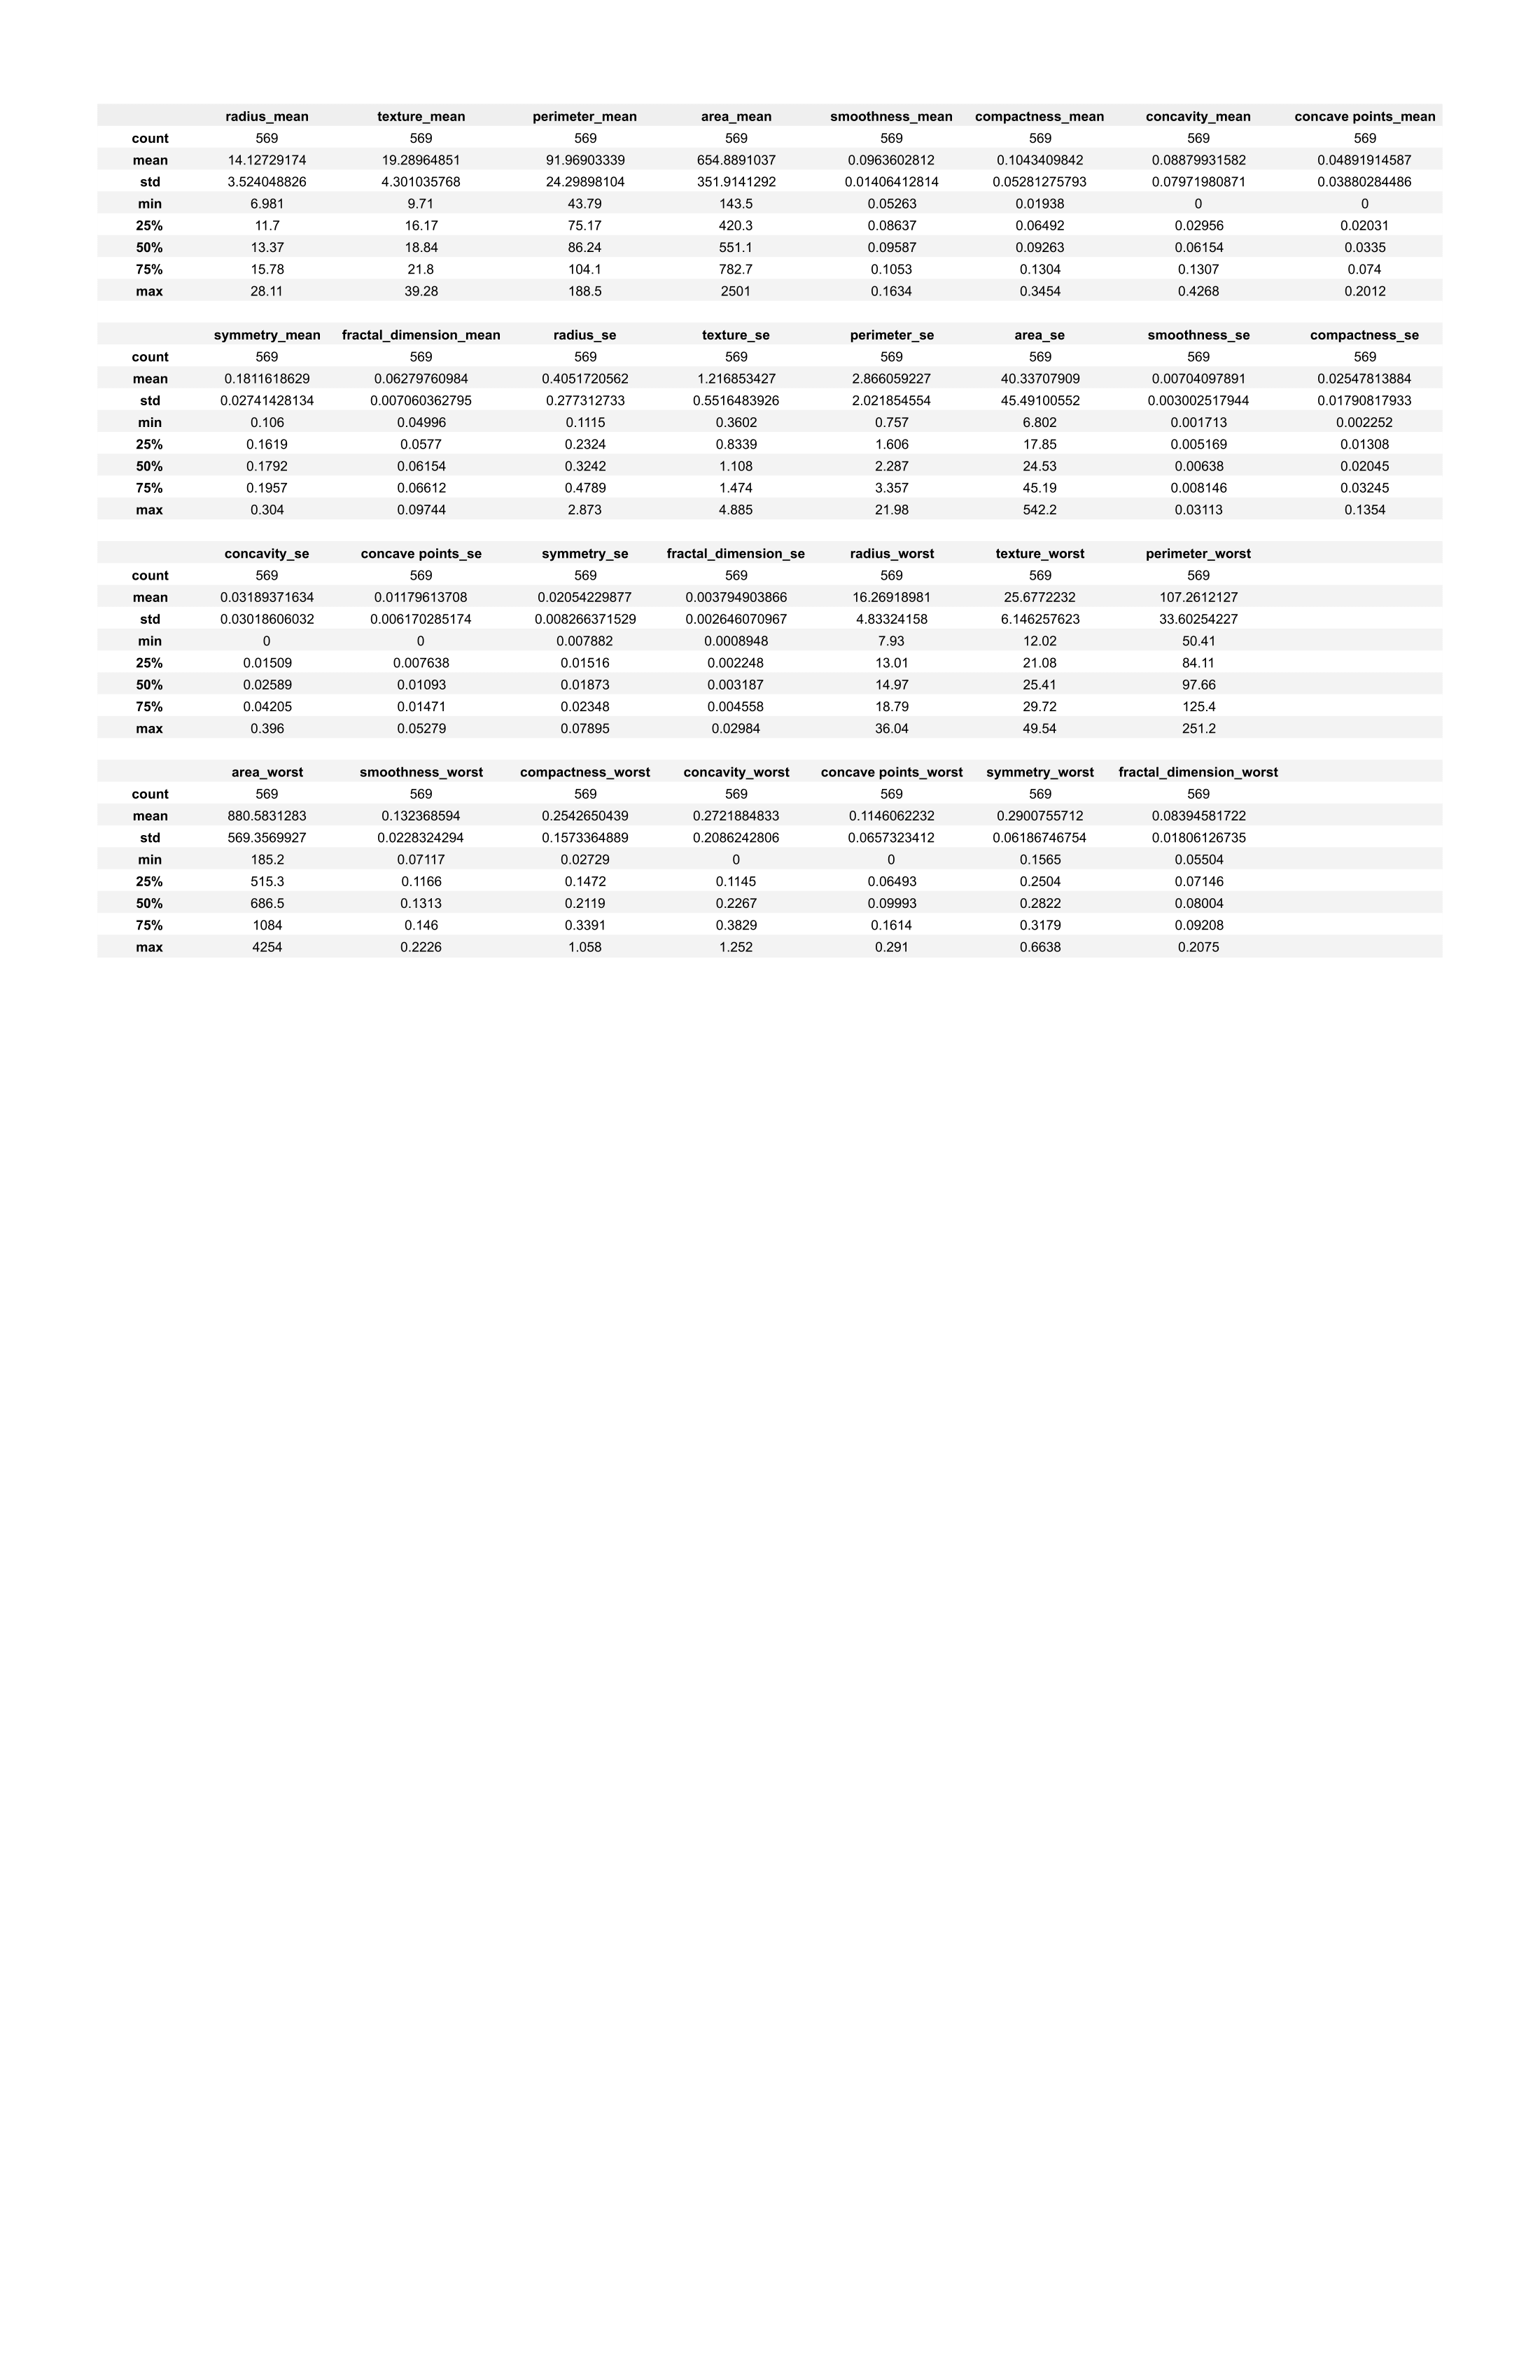 radius_mean texture_mean perimeter_mean area_mean smoothness_mean compactness_mean concavity_mean concave points_mean
count 569 569 569 569 569 569 569 569
mean 14.12729174 19.28964851 91.96903339 654.8891037 0.0963602812 0.1043409842 0.08879931582 0.04891914587
std 3.524048826 4.301035768 24.29898104 351.9141292 0.01406412814 0.05281275793 0.07971980871 0.03880284486
min 6.981 9.71 43.79 143.5 0.05263 0.01938 0 0
25% 11.7 16.17 75.17 420.3 0.08637 0.06492 0.02956 0.02031
50% 13.37 18.84 86.24 551.1 0.09587 0.09263 0.06154 0.0335
75% 15.78 21.8 104.1 782.7 0.1053 0.1304 0.1307 0.074
max 28.11 39.28 188.5 2501 0.1634 0.3454 0.4268 0.2012
symmetry_mean fractal_dimension_mean radius_se texture_se perimeter_se area_se smoothness_se compactness_se
count 569 569 569 569 569 569 569 569
mean 0.1811618629 0.06279760984 0.4051720562 1.216853427 2.866059227 40.33707909 0.00704097891 0.02547813884
std 0.02741428134 0.007060362795 0.277312733 0.5516483926 2.021854554 45.49100552 0.003002517944 0.01790817933
min 0.106 0.04996 0.1115 0.3602 0.757 6.802 0.001713 0.002252
25% 0.1619 0.0577 0.2324 0.8339 1.606 17.85 0.005169 0.01308
50% 0.1792 0.06154 0.3242 1.108 2.287 24.53 0.00638 0.02045
75% 0.1957 0.06612 0.4789 1.474 3.357 45.19 0.008146 0.03245
max 0.304 0.09744 2.873 4.885 21.98 542.2 0.03113 0.1354
concavity_se concave points_se symmetry_se fractal_dimension_se radius_worst texture_worst perimeter_worst
count 569 569 569 569 569 569 569
mean 0.03189371634 0.01179613708 0.02054229877 0.003794903866 16.26918981 25.6772232 107.2612127
std 0.03018606032 0.006170285174 0.008266371529 0.002646070967 4.83324158 6.146257623 33.60254227
min 0 0 0.007882 0.0008948 7.93 12.02 50.41
25% 0.01509 0.007638 0.01516 0.002248 13.01 21.08 84.11
50% 0.02589 0.01093 0.01873 0.003187 14.97 25.41 97.66
75% 0.04205 0.01471 0.02348 0.004558 18.79 29.72 125.4
max 0.396 0.05279 0.07895 0.02984 36.04 49.54 251.2
area_worst smoothness_worst compactness_worst concavity_worst concave points_worst symmetry_worst fractal_dimension_worst
count 569 569 569 569 569 569 569
mean 880.5831283 0.132368594 0.2542650439 0.2721884833 0.1146062232 0.2900755712 0.08394581722
std 569.3569927 0.0228324294 0.1573364889 0.2086242806 0.0657323412 0.06186746754 0.01806126735
min 185.2 0.07117 0.02729 0 0 0.1565 0.05504
25% 515.3 0.1166 0.1472 0.1145 0.06493 0.2504 0.07146
50% 686.5 0.1313 0.2119 0.2267 0.09993 0.2822 0.08004
75% 1084 0.146 0.3391 0.3829 0.1614 0.3179 0.09208
max 4254 0.2226 1.058 1.252 0.291 0.6638 0.2075